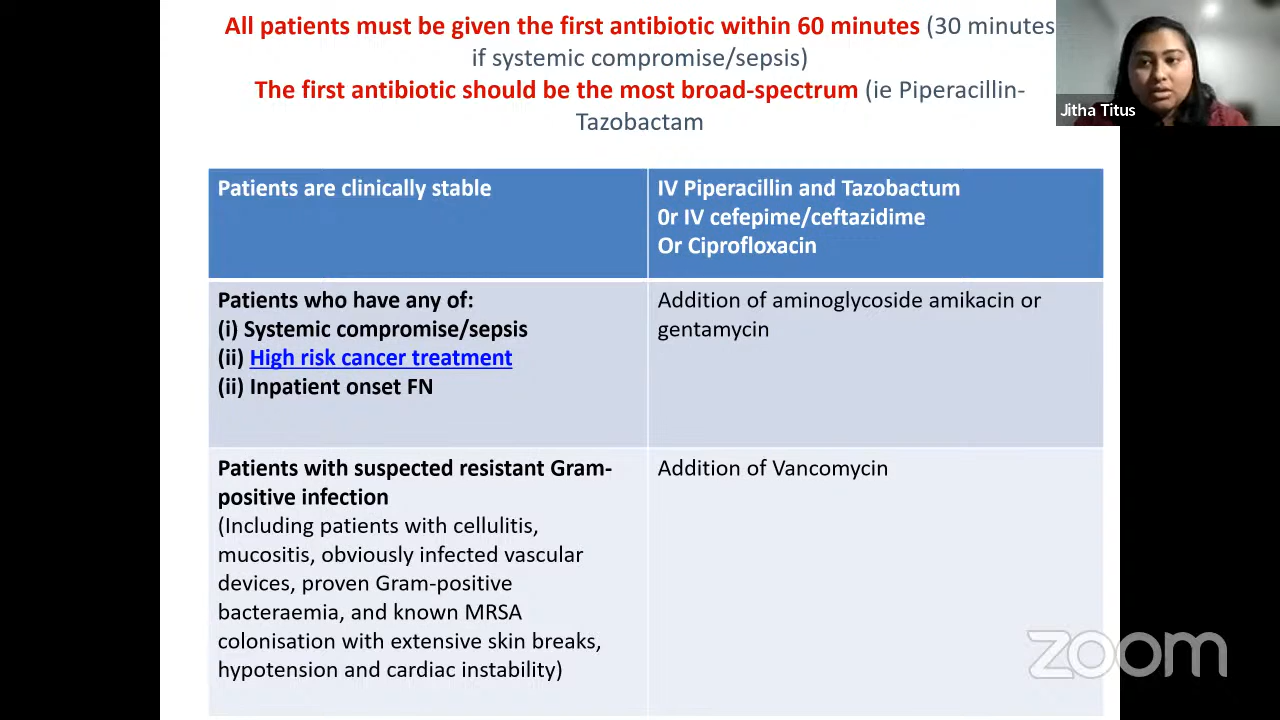 All patients must be given the first antibiotic within 60 minutes (30 minutes
if systemic compromise/sepsis)
The first antibiotic should be the most broad-spectrum (ie Piperacillin-
Tazobactam
Jitha Titus
Patients are clinically stable
IV Piperacillin and Tazobactum
0r IV cefepime/ceftazidime
Or Ciprofloxacin
Patients who have any of:
(i) Systemic compromise/sepsis
(ii) High risk cancer treatment
(ii) Inpatient onset FN
Addition of aminoglycoside amikacin or
gentamycin
Patients with suspected resistant Gram-
positive infection
(Including patients with cellulitis,
mucositis, obviously infected vascular
devices, proven Gram-positive
bacteraemia, and known MRSA
colonisation with extensive skin breaks,
hypotension and cardiac instability)
Addition of Vancomycin
zoom